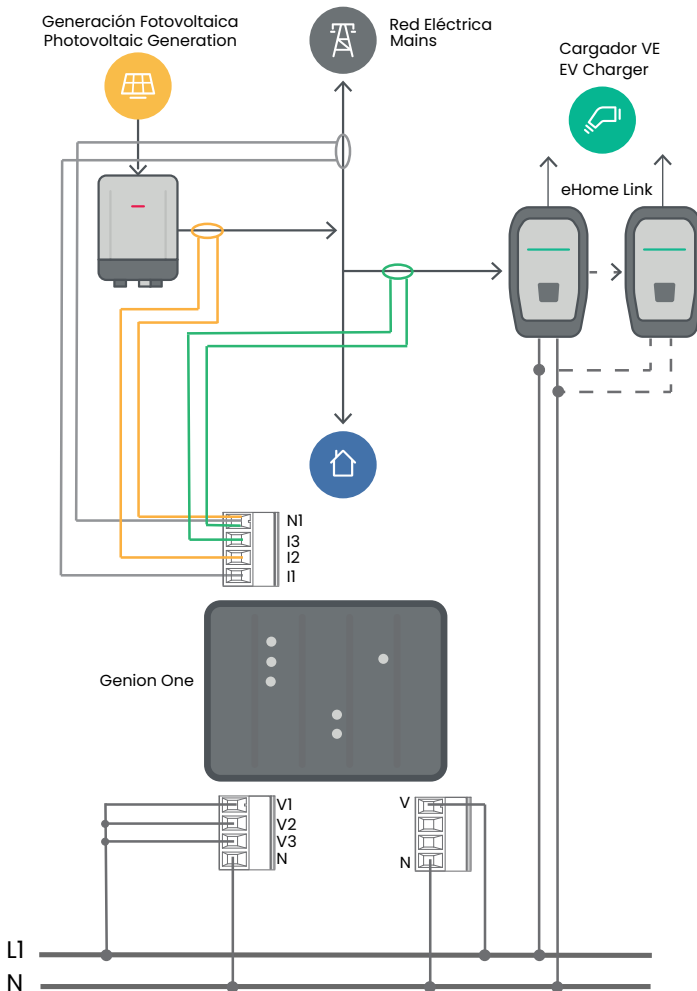 Generación Fotovoltaica
Photovoltaic Generation
Red Eléctrica
Mains
Cargador VE
EV Charger
eHome Link
N1
I3
I2
I1
Genion One
V1
V2
V3
N
V
N
L1
N